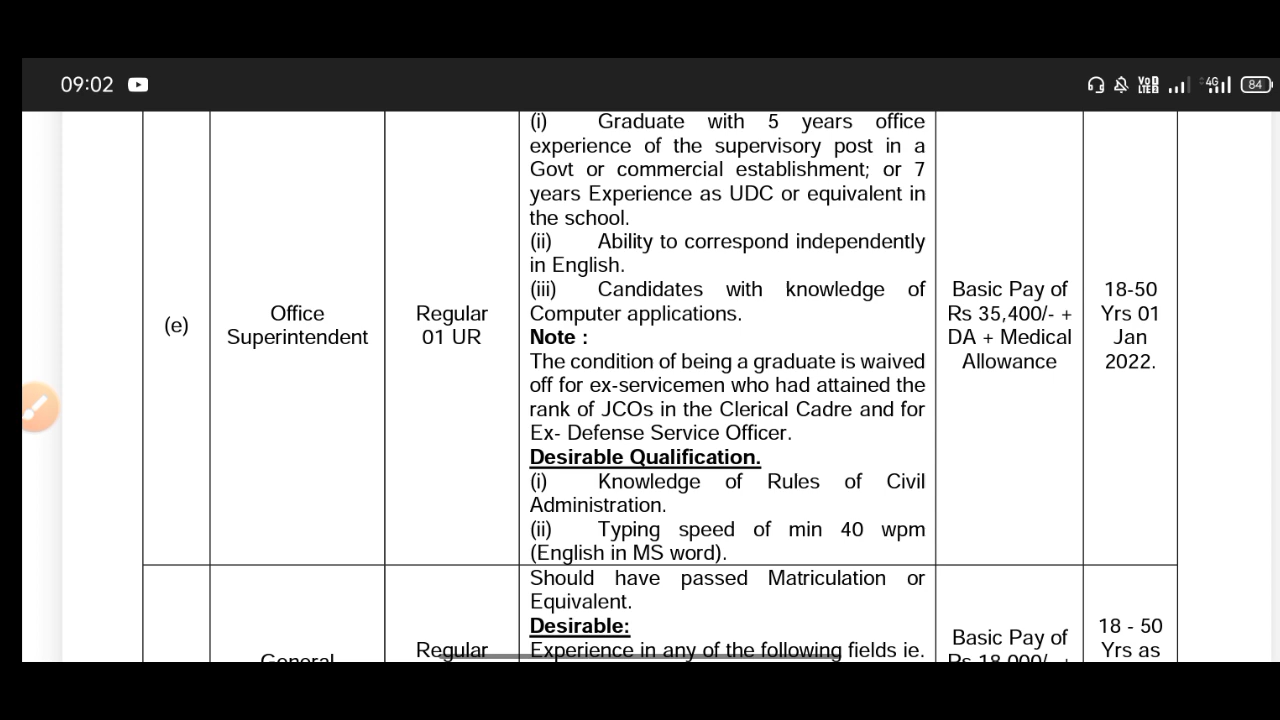 09:02
4G 84
(i) Graduate with 5 years office
experience of the supervisory post in a
Govt or commercial establishment; or 7
years Experience as UDC or equivalent in
the school.
(ii) Ability to correspond independently
in English.
(iii) Candidates with knowledge of
Computer applications.
Note :
The condition of being a graduate is waived
off for ex-servicemen who had attained the
rank of JCOs in the Clerical Cadre and for
Ex- Defense Service Officer.
Desirable Qualification.
(i) Knowledge of Rules of Civil
Administration.
(ii) Typing speed of min 40 wpm
(English in MS word).
(e)
Office
Superintendent
Regular
01 UR
Basic Pay of
Rs 35,400/- +
DA + Medical
Allowance
18-50
Yrs 01
Jan
2022.
General
Regular
Should have passed Matriculation or
Equivalent.
Desirable:
Experience in any of the following fields ie.
Basic Pay of
Rs 18,000/- +
18 - 50
Yrs as